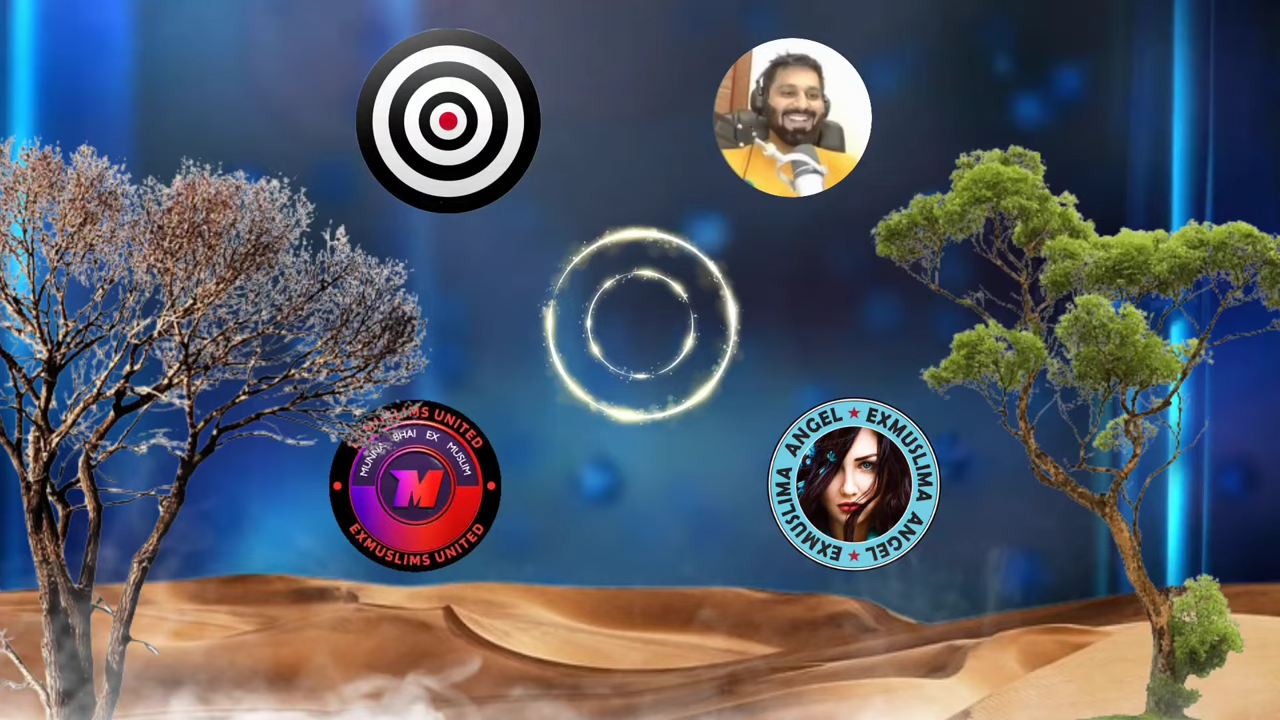 EXMUSLIMS UNITED
MUNNA BHAI EX MUSLIM
M
EXMUSLIMS UNITED
EXMUSLIMA ANGEL ★ EXMUSLIMA ANGEL ★